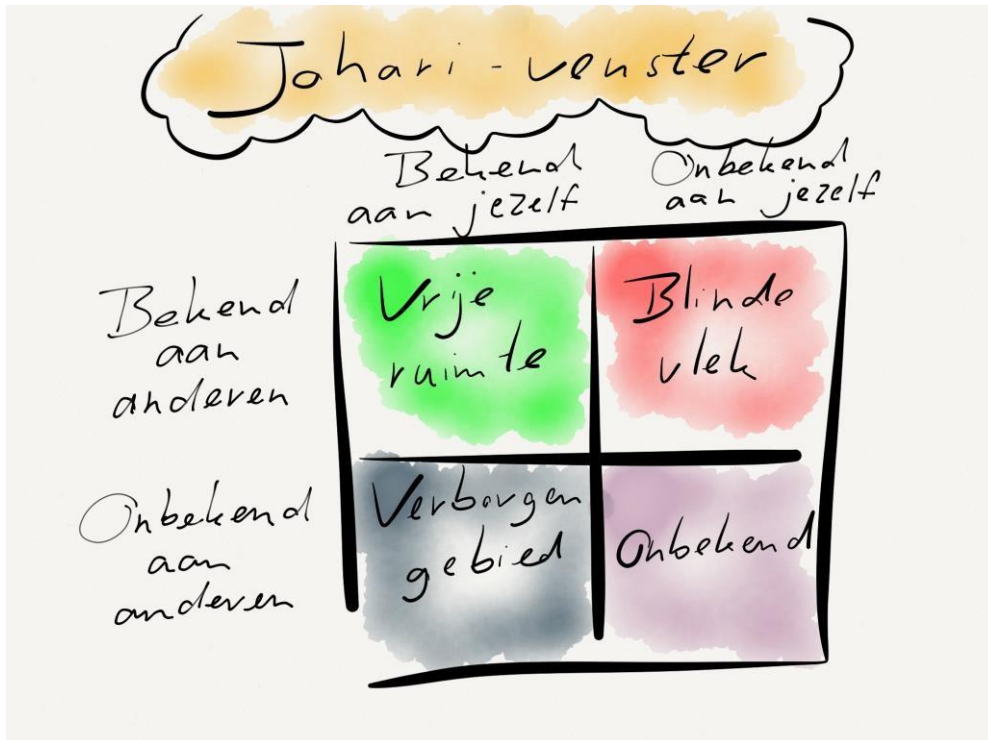 Johari-venster
Bekend
aan jezelf
Onbekend
aan jezelf
Bekend
aan
anderen
Vrije
ruimte
Blinde
vlek
Onbekend
aan
anderen
Verborgen
gebied
Onbekend